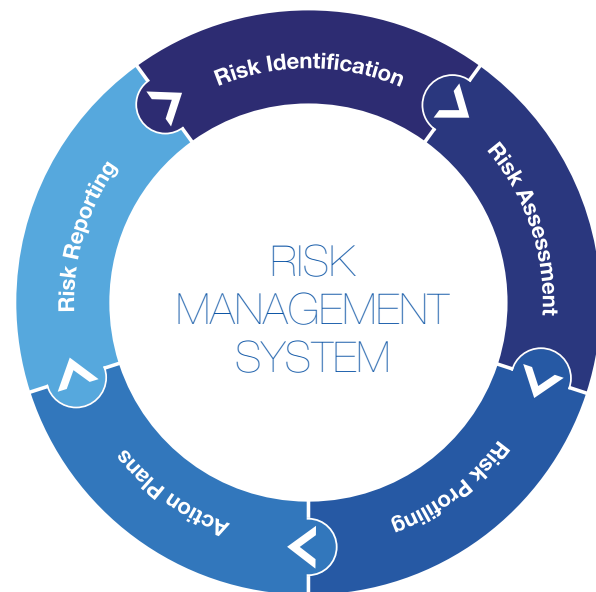 Risk Identification
Risk Assessment
Risk Profiling
Action Plans
Risk Reporting
RISK
MANAGEMENT
SYSTEM